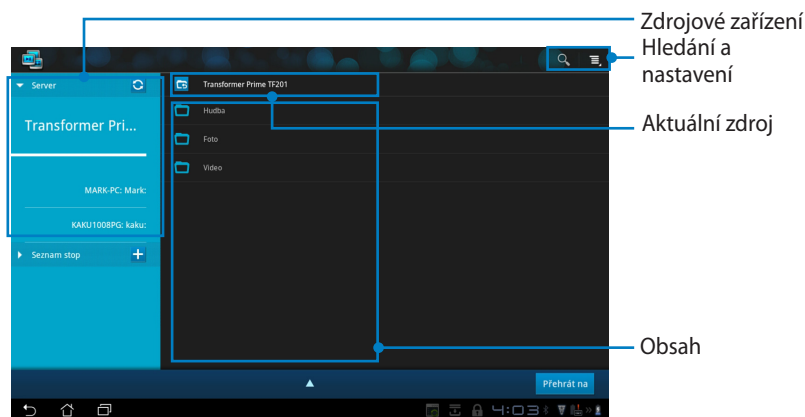 Zdrojové zařízení
Hledání a
nastavení
Aktuální zdroj
Obsah
Server
Transformer Pri...
MARK-PC: Mark:
KAKU1008PG: kaku:
Seznam stop
Transformer Prime TF201
Hudba
Foto
Video
Přehrát na
4:03